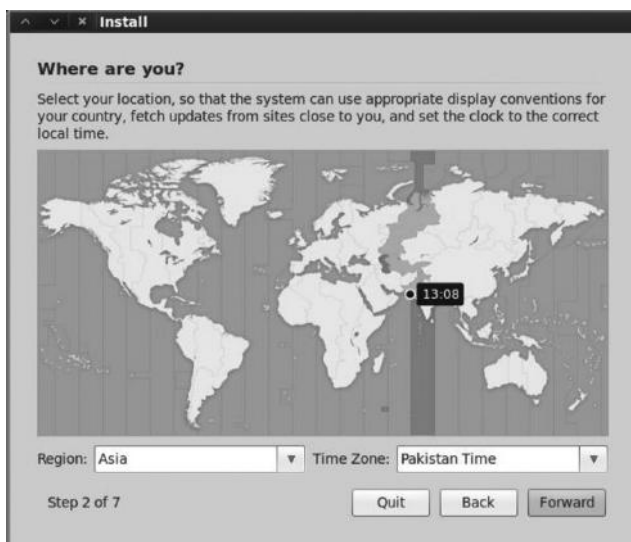 Install
Where are you?
Select your location, so that the system can use appropriate display conventions for
your country, fetch updates from sites close to you, and set the clock to the correct
local time.
13:08
Region: Asia Time Zone: Pakistan Time
Step 2 of 7 Quit Back Forward